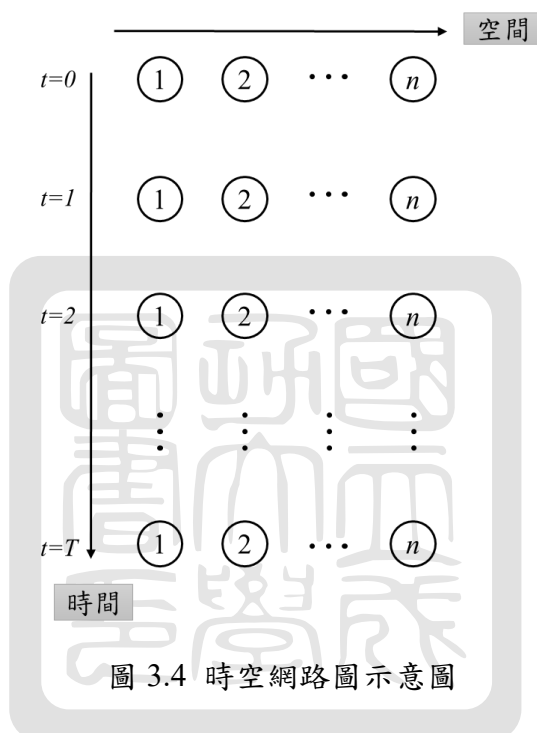 空間
t=0 1 2 ··· n
t=1 1 2 ··· n
t=2 1 2 ··· n
⋮ ⋮ ⋮ ⋮
t=T 1 2 ··· n
時間
圖 3.4 時空網路圖示意圖